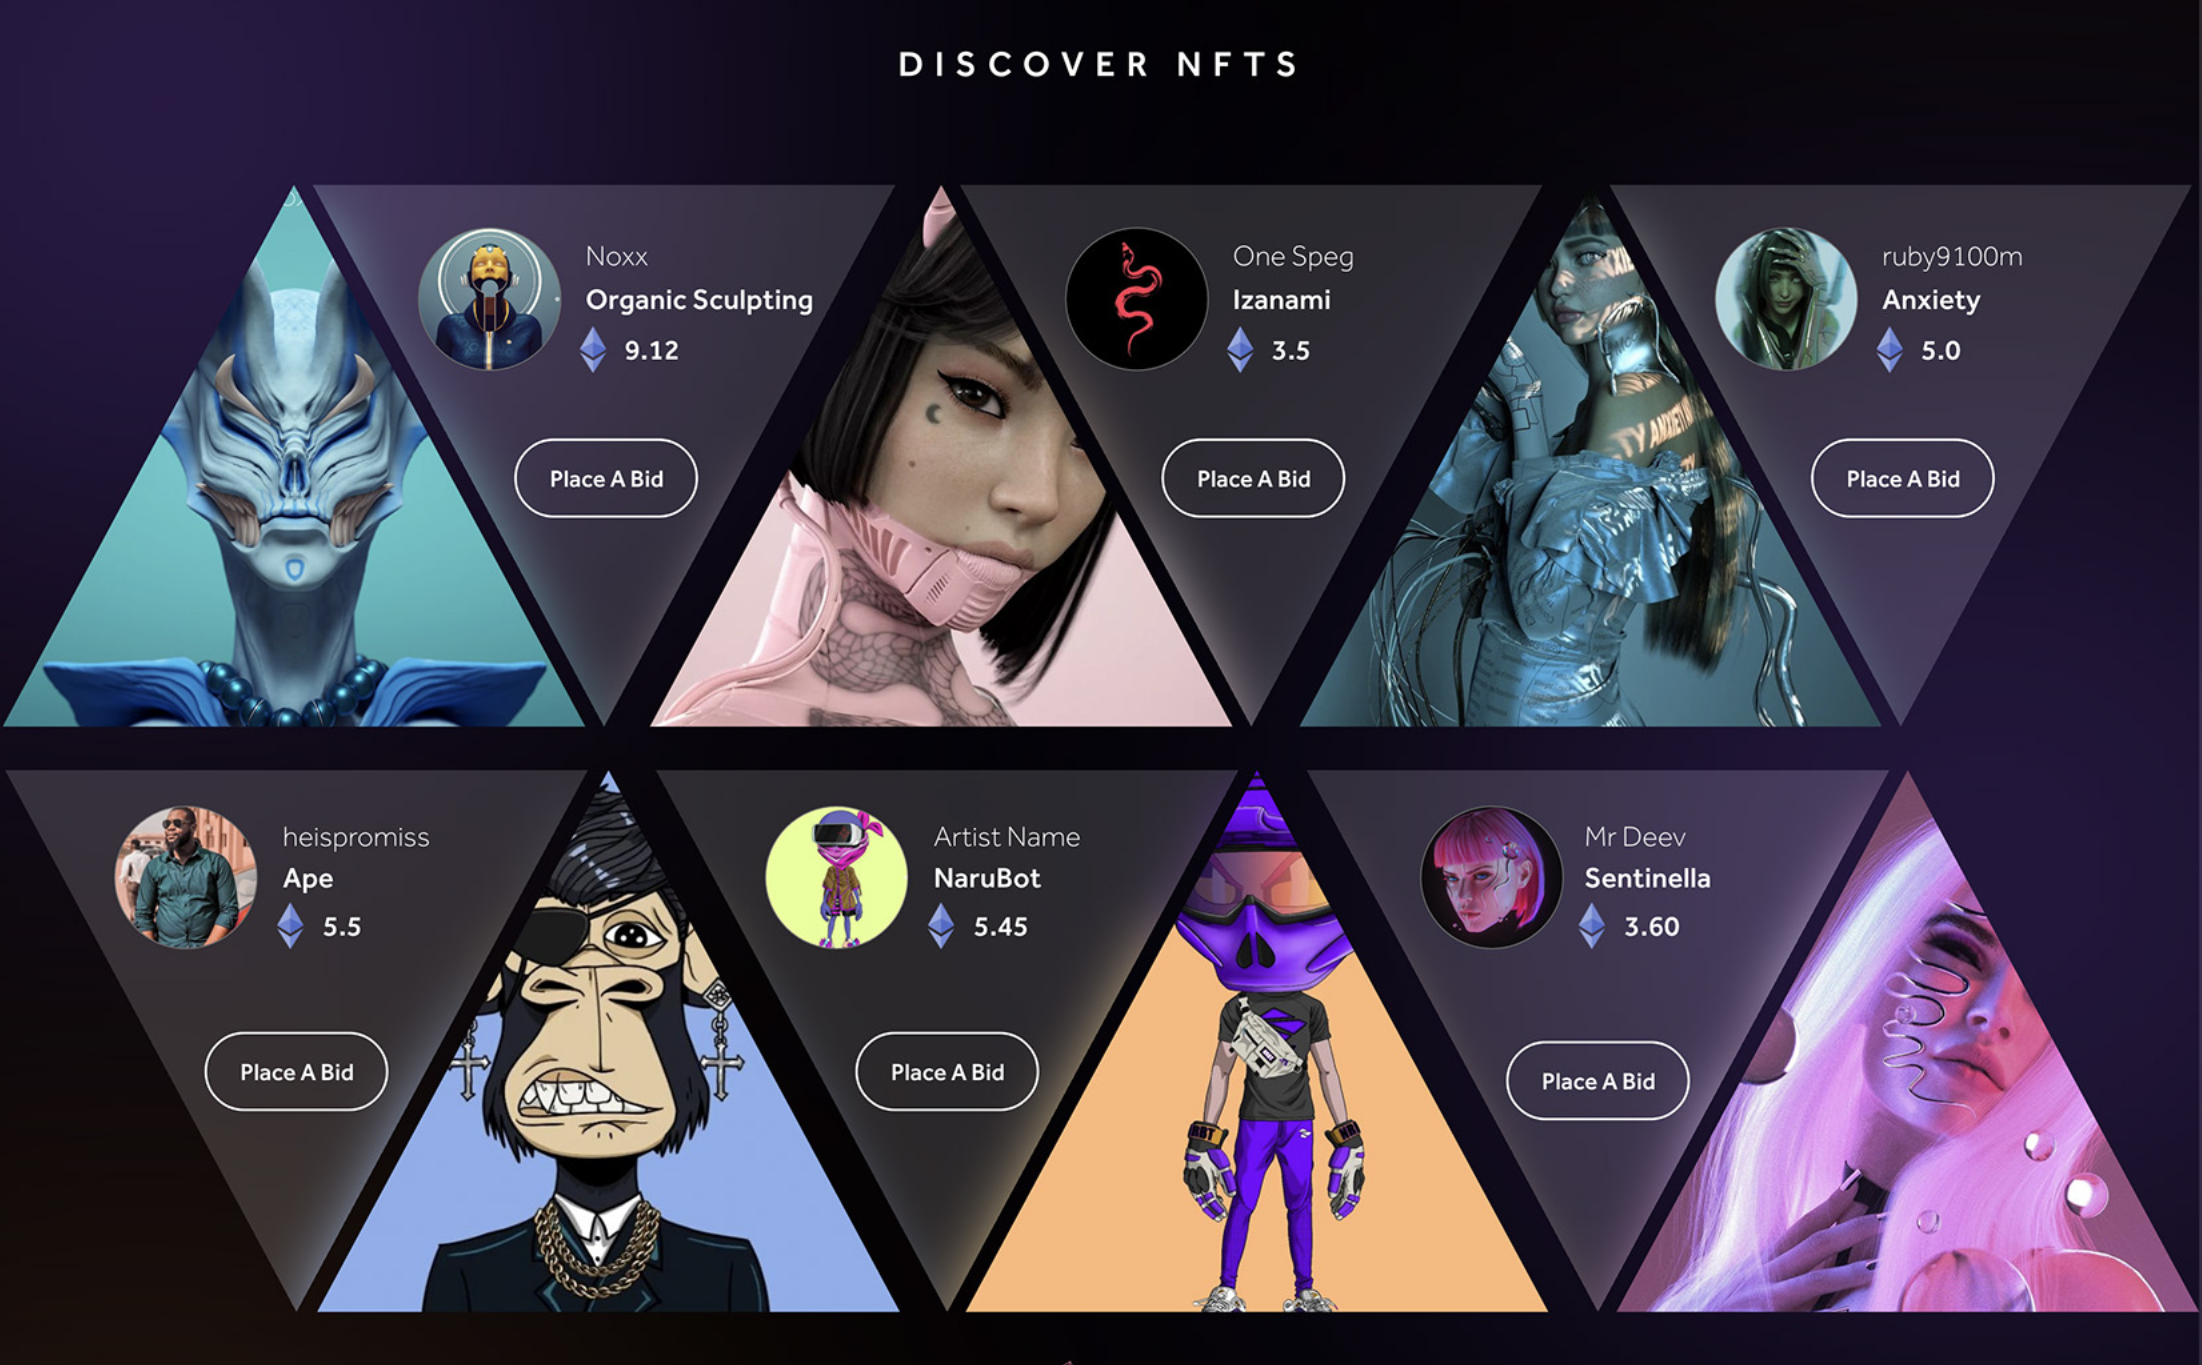 DISCOVER NFTS
Noxx
Organic Sculpting
9.12
Place A Bid
One Speg
Izanami
3.5
Place A Bid
ruby9100m
Anxiety
5.0
Place A Bid
TY ANXIETY
heispromiss
Ape
5.5
Place A Bid
Artist Name
NaruBot
5.45
Place A Bid
Mr Deev
Sentinella
3.60
Place A Bid